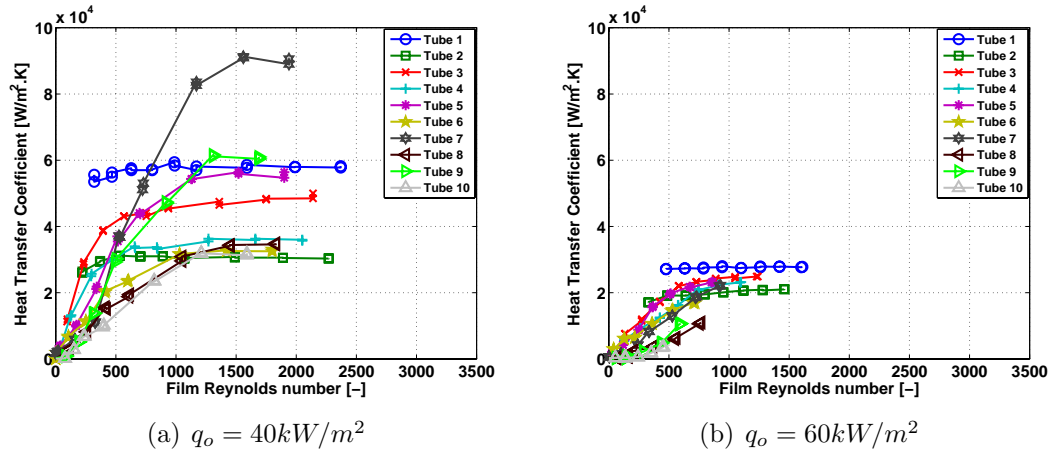 x 10^4
Heat Transfer Coefficient [W/m^2.K]
10
8
6
4
2
0
0 500 1000 1500 2000 2500 3000 3500
Film Reynolds number [−]
Tube 1
Tube 2
Tube 3
Tube 4
Tube 5
Tube 6
Tube 7
Tube 8
Tube 9
Tube 10
(a) q_o = 40kW/m^2
x 10^4
Heat Transfer Coefficient [W/m^2.K]
10
8
6
4
2
0
0 500 1000 1500 2000 2500 3000 3500
Film Reynolds number [−]
Tube 1
Tube 2
Tube 3
Tube 4
Tube 5
Tube 6
Tube 7
Tube 8
Tube 9
Tube 10
(b) q_o = 60kW/m^2